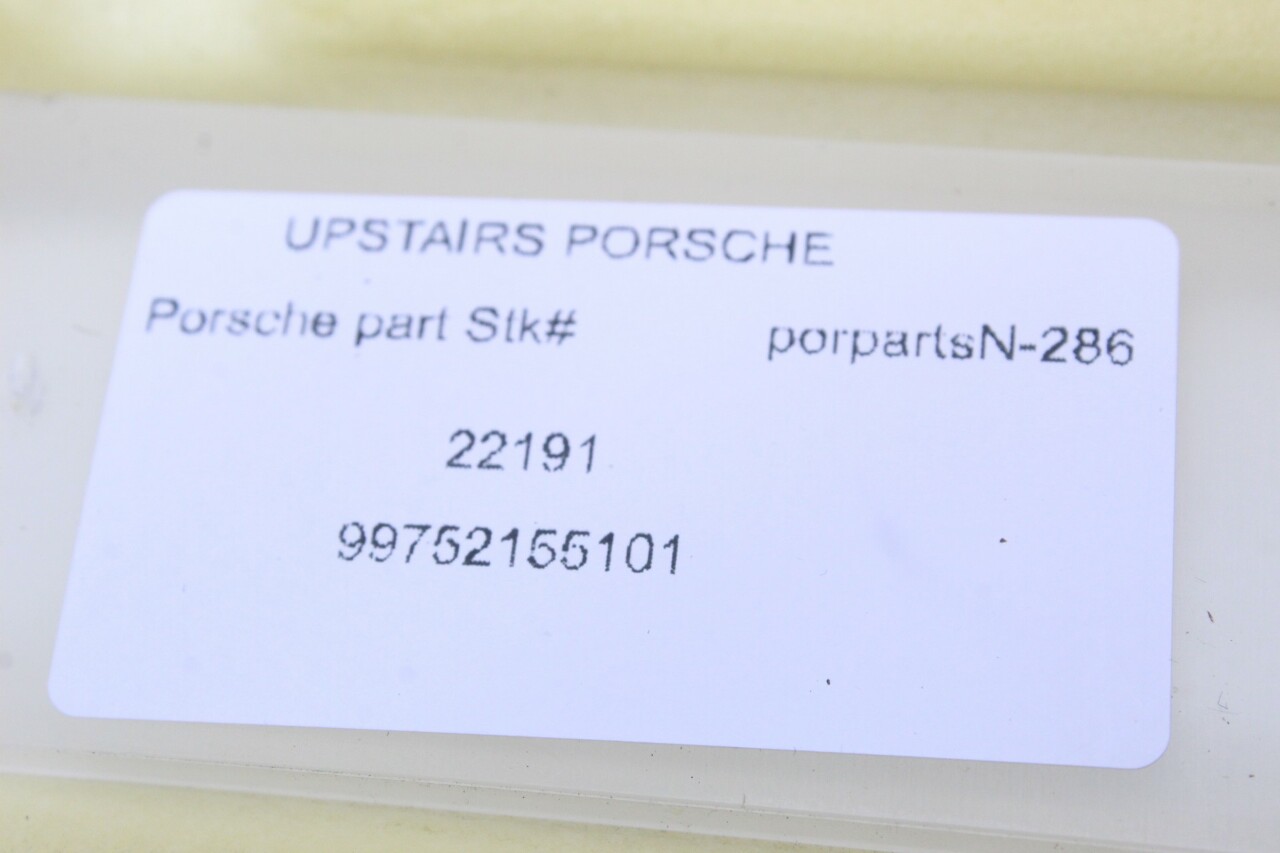 UPSTAIRS PORSCHE
Porsche part Stk# porpartsN-286
22191
99752155101